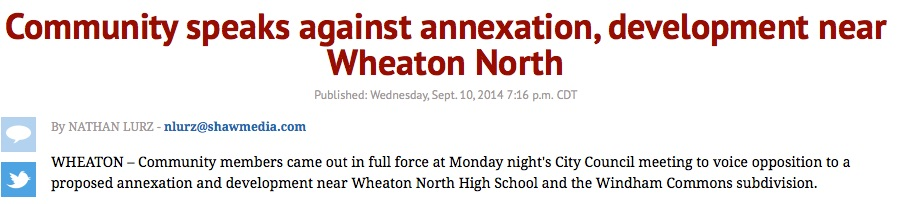 Community speaks against annexation, development near
Wheaton North
Published: Wednesday, Sept. 10, 2014 7:16 p.m. CDT
By NATHAN LURZ - nlurz@shawmedia.com
WHEATON – Community members came out in full force at Monday night's City Council meeting to voice opposition to a
proposed annexation and development near Wheaton North High School and the Windham Commons subdivision.